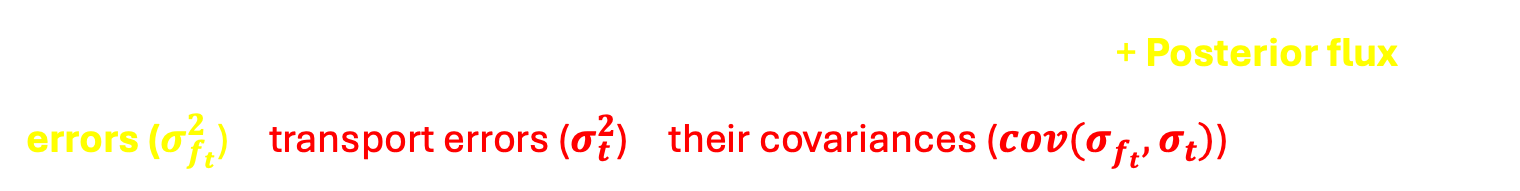 + Posterior flux
errors (𝝈²_{f_t}) transport errors (𝝈²_t) their covariances (𝒄𝒐𝒗(𝝈_{f_t}, 𝝈_t))